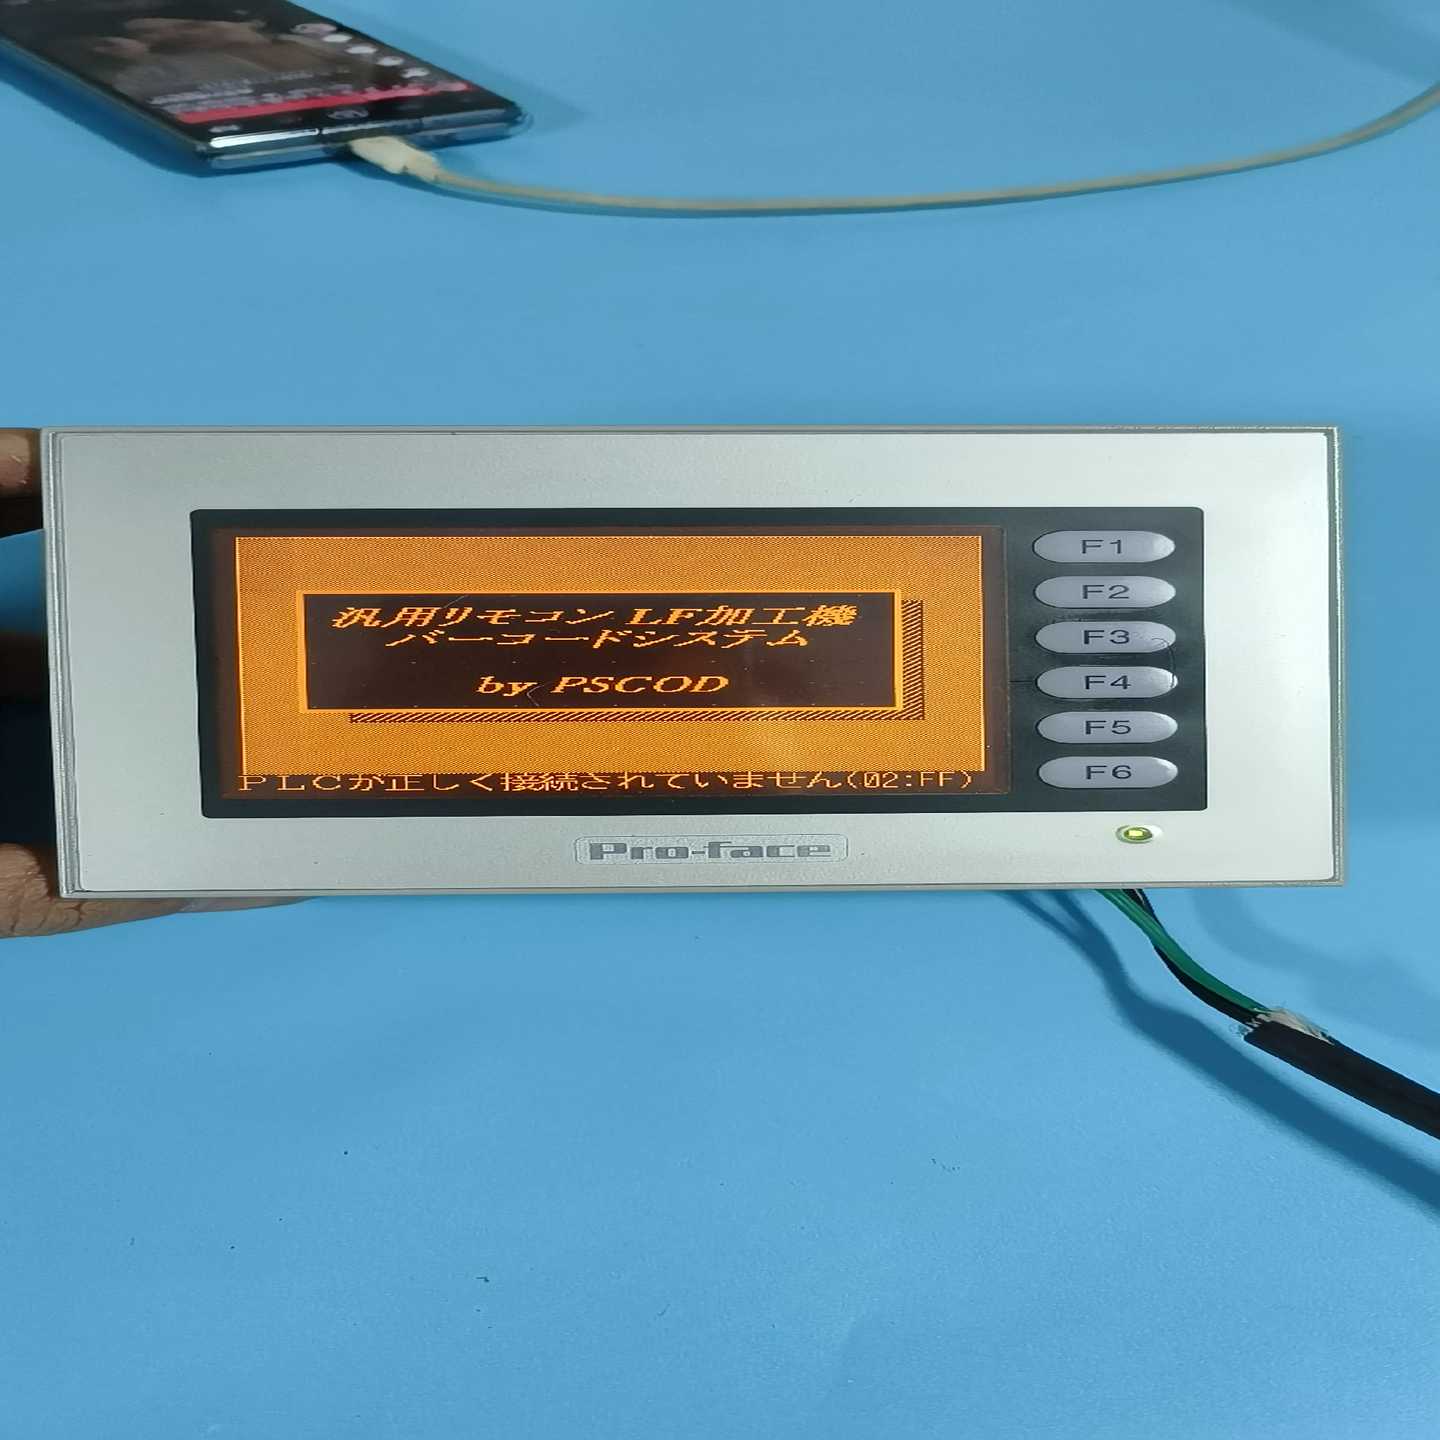 汎用リモコン LF加工機
バーコードシステム
by PSCOD
PLCが正しく接続されていません(02:FF)
F1
F2
F3
F4
F5
F6
Pro-face